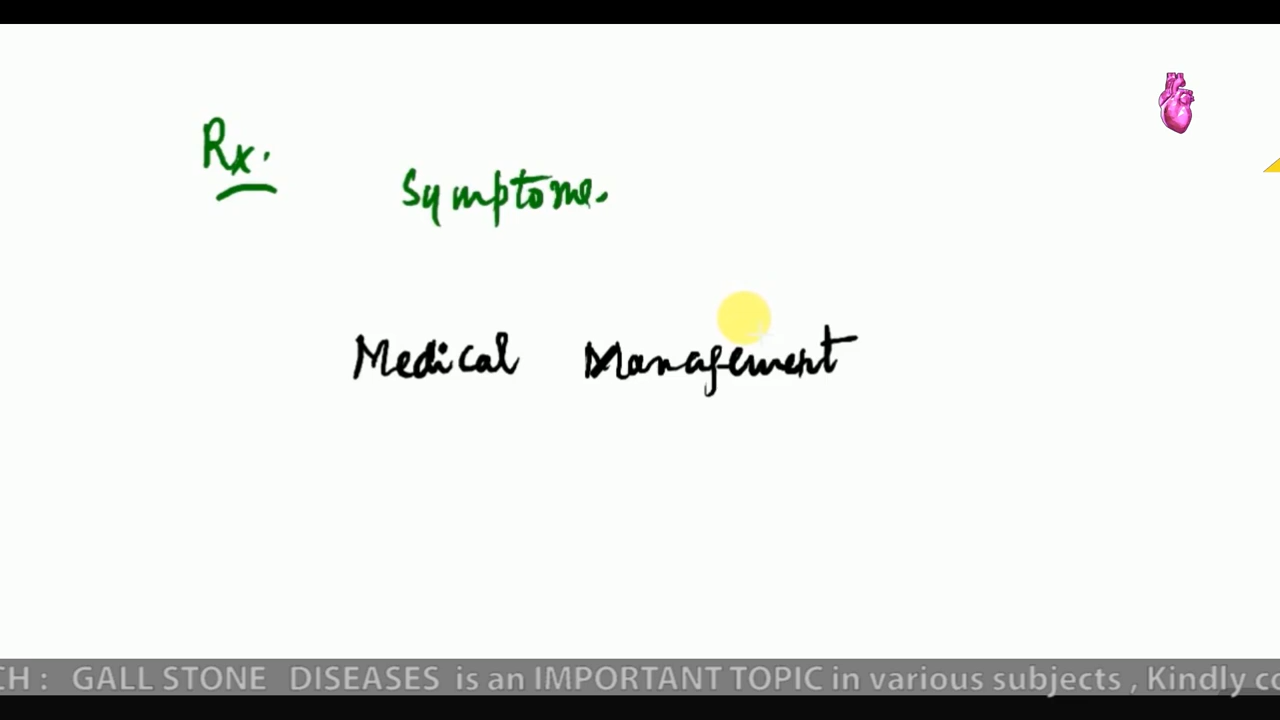 Rx.
Symptoms.
Medical Management
CH : GALL STONE DISEASES is an IMPORTANT TOPIC in various subjects , Kindly co